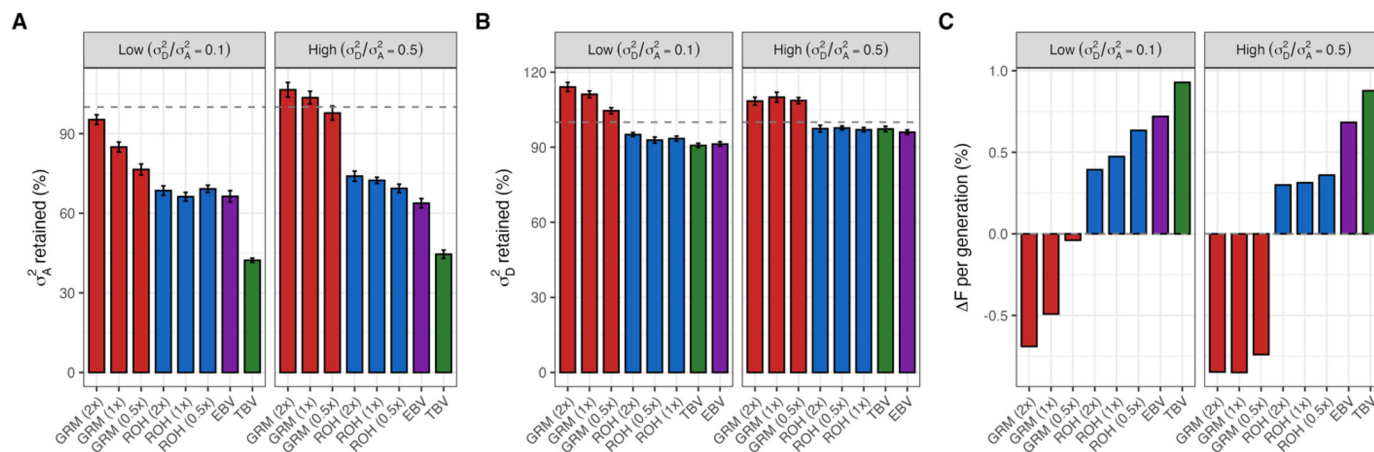 A
Low (σ²D/σ²A = 0.1)
High (σ²D/σ²A = 0.5)
σ²A retained (%)
90
60
30
0
GRM (2x)
GRM (1x)
GRM (0.5x)
ROH (2x)
ROH (1x)
ROH (0.5x)
EBV
TBV
GRM (2x)
GRM (1x)
GRM (0.5x)
ROH (2x)
ROH (1x)
ROH (0.5x)
EBV
TBV
B
Low (σ²D/σ²A = 0.1)
High (σ²D/σ²A = 0.5)
σ²D retained (%)
120
90
60
30
0
GRM (2x)
GRM (1x)
GRM (0.5x)
ROH (2x)
ROH (0.5x)
ROH (1x)
TBV
EBV
GRM (2x)
GRM (1x)
GRM (0.5x)
ROH (2x)
ROH (0.5x)
ROH (1x)
TBV
EBV
C
Low (σ²D/σ²A = 0.1)
High (σ²D/σ²A = 0.5)
ΔF per generation (%)
1.0
0.5
0.0
-0.5
GRM (2x)
GRM (1x)
GRM (0.5x)
ROH (2x)
ROH (1x)
ROH (0.5x)
EBV
TBV
GRM (2x)
GRM (1x)
GRM (0.5x)
ROH (2x)
ROH (1x)
ROH (0.5x)
EBV
TBV